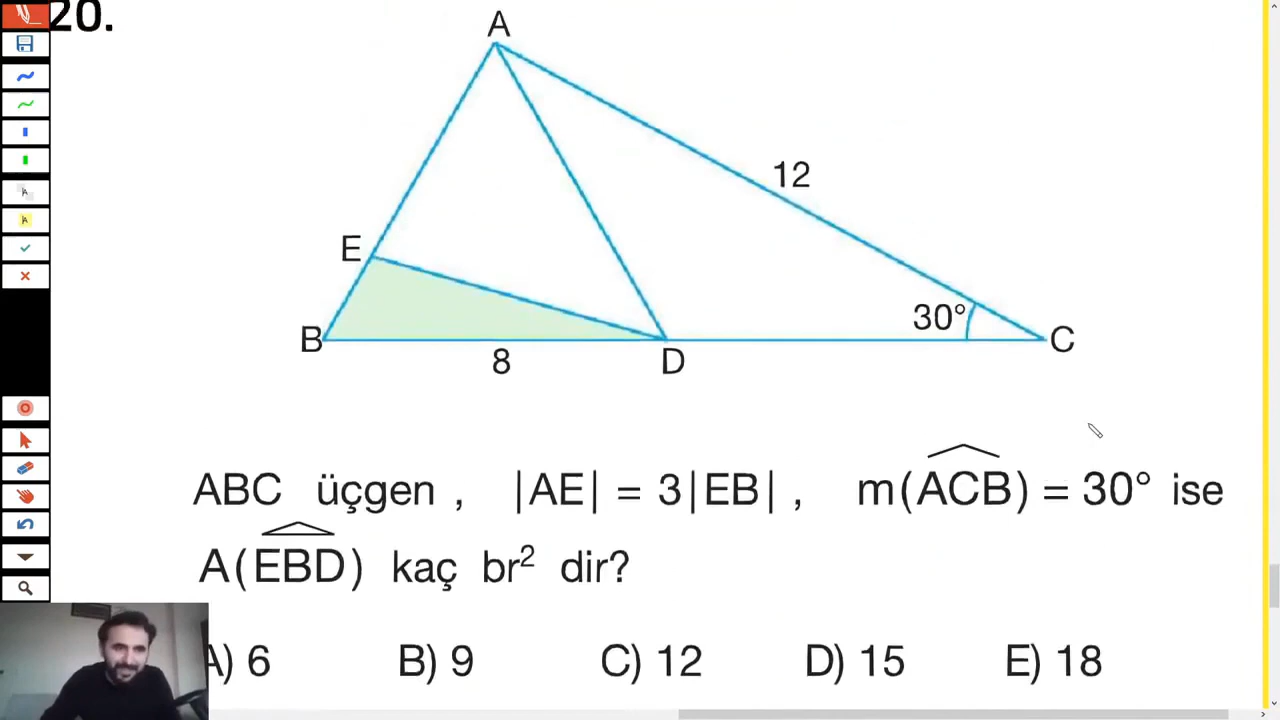 20.
A
12
E
30°
B
C
8
D
ABC üçgen , |AE| = 3|EB| , m(ACB) = 30° ise
A(EBD) kaç br² dir?
A) 6 B) 9 C) 12 D) 15 E) 18